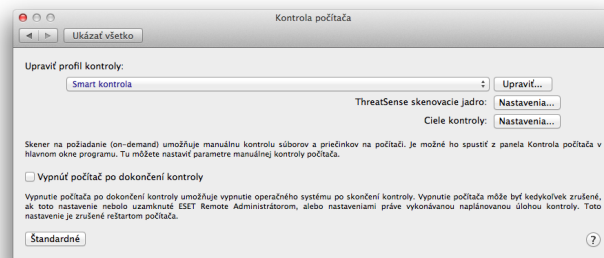 Kontrola počítača
Ukázať všetko
Upraviť profil kontroly:
Smart kontrola
Upraviť...
ThreatSense skenovacie jadro:
Nastavenia...
Ciele kontroly:
Nastavenia...
Skener na požiadanie (on-demand) umožňuje manuálnu kontrolu súborov a priečinkov na počítači. Je možné ho spustiť z panela Kontrola počítača v
hlavnom okne programu. Tu môžete nastaviť parametre manuálnej kontroly počítača.
Vypnúť počítač po dokončení kontroly
Vypnutie počítača po dokončení kontroly umožňuje vypnutie operačného systému po skončení kontroly. Vypnutie počítača môže byť kedykoľvek zrušené,
ak toto nastavenie nebolo uzamknuté ESET Remote Administrátorom, alebo nastaveniami práve vykonávanou naplánovanou úlohou kontroly. Toto
nastavenie je zrušené reštartom počítača.
Štandardné
?